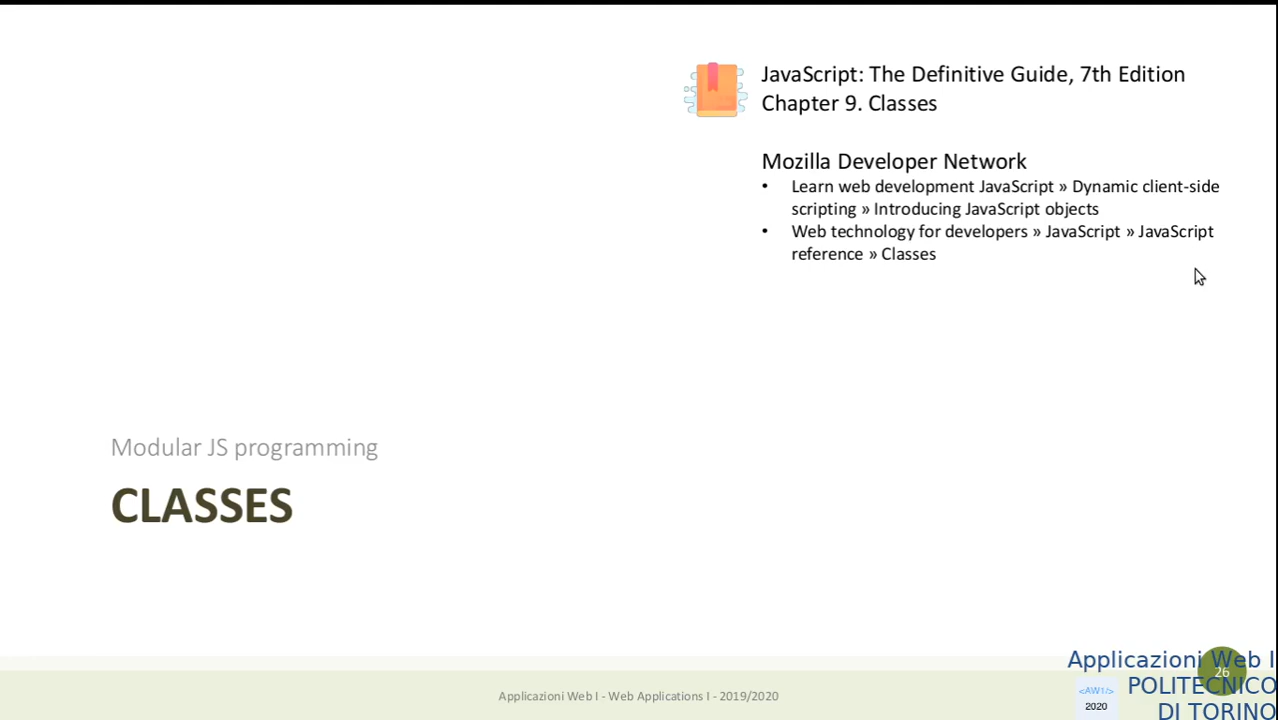 JavaScript: The Definitive Guide, 7th Edition
Chapter 9. Classes
Mozilla Developer Network
• Learn web development JavaScript » Dynamic client-side
scripting » Introducing JavaScript objects
• Web technology for developers » JavaScript » JavaScript
reference » Classes
Modular JS programming
CLASSES
Applicazioni Web I - Web Applications I - 2019/2020
26
Applicazioni Web I
POLITECNICO
DI TORINO
<AW1/>
2020